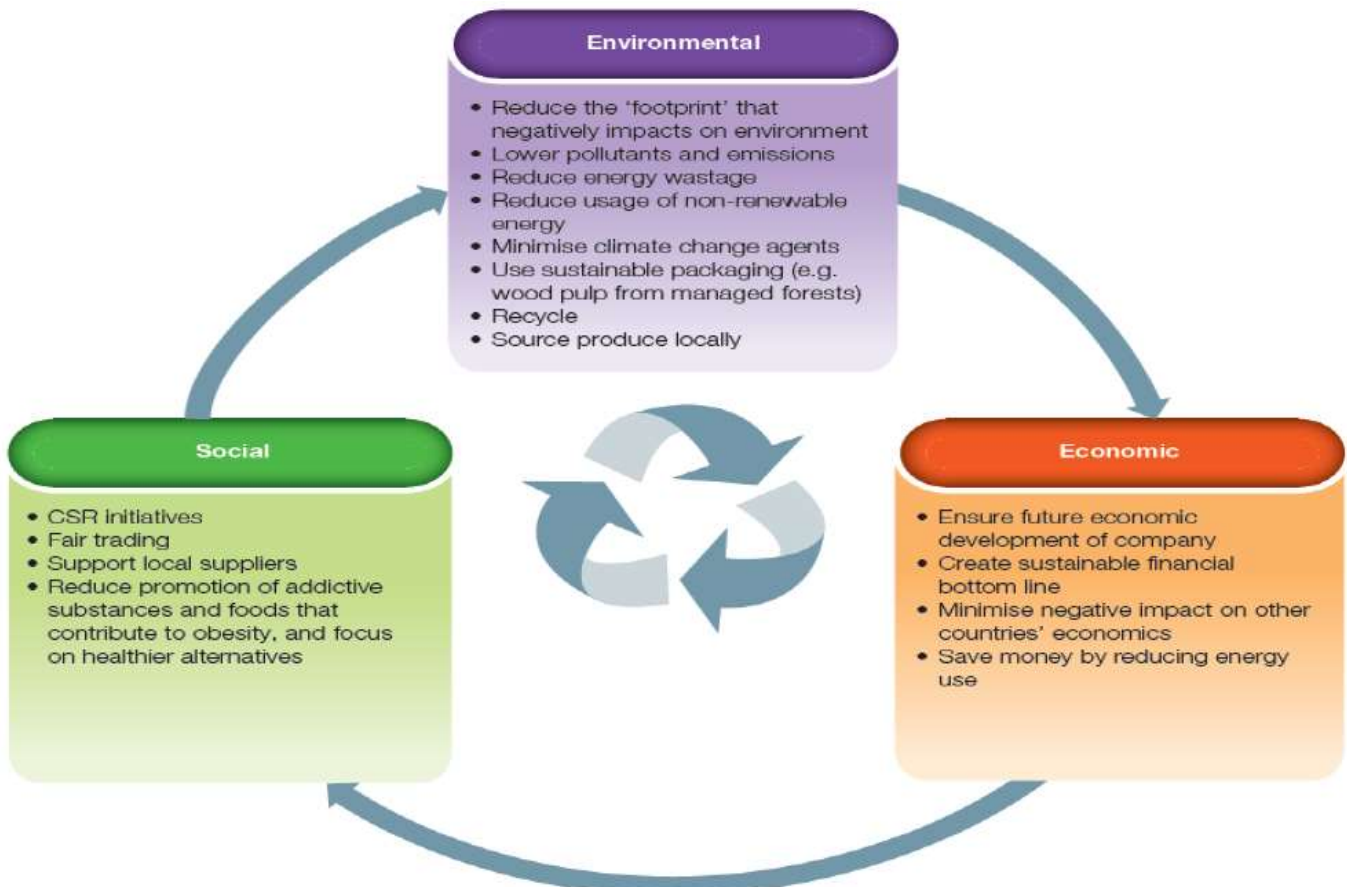 Environmental
• Reduce the ‘footprint’ that
negatively impacts on environment
• Lower pollutants and emissions
• Reduce energy wastage
• Reduce usage of non-renewable
energy
• Minimise climate change agents
• Use sustainable packaging (e.g.
wood pulp from managed forests)
• Recycle
• Source produce locally
Social
• CSR initiatives
• Fair trading
• Support local suppliers
• Reduce promotion of addictive
substances and foods that
contribute to obesity, and focus
on healthier alternatives
Economic
• Ensure future economic
development of company
• Create sustainable financial
bottom line
• Minimise negative impact on other
countries’ economics
• Save money by reducing energy
use